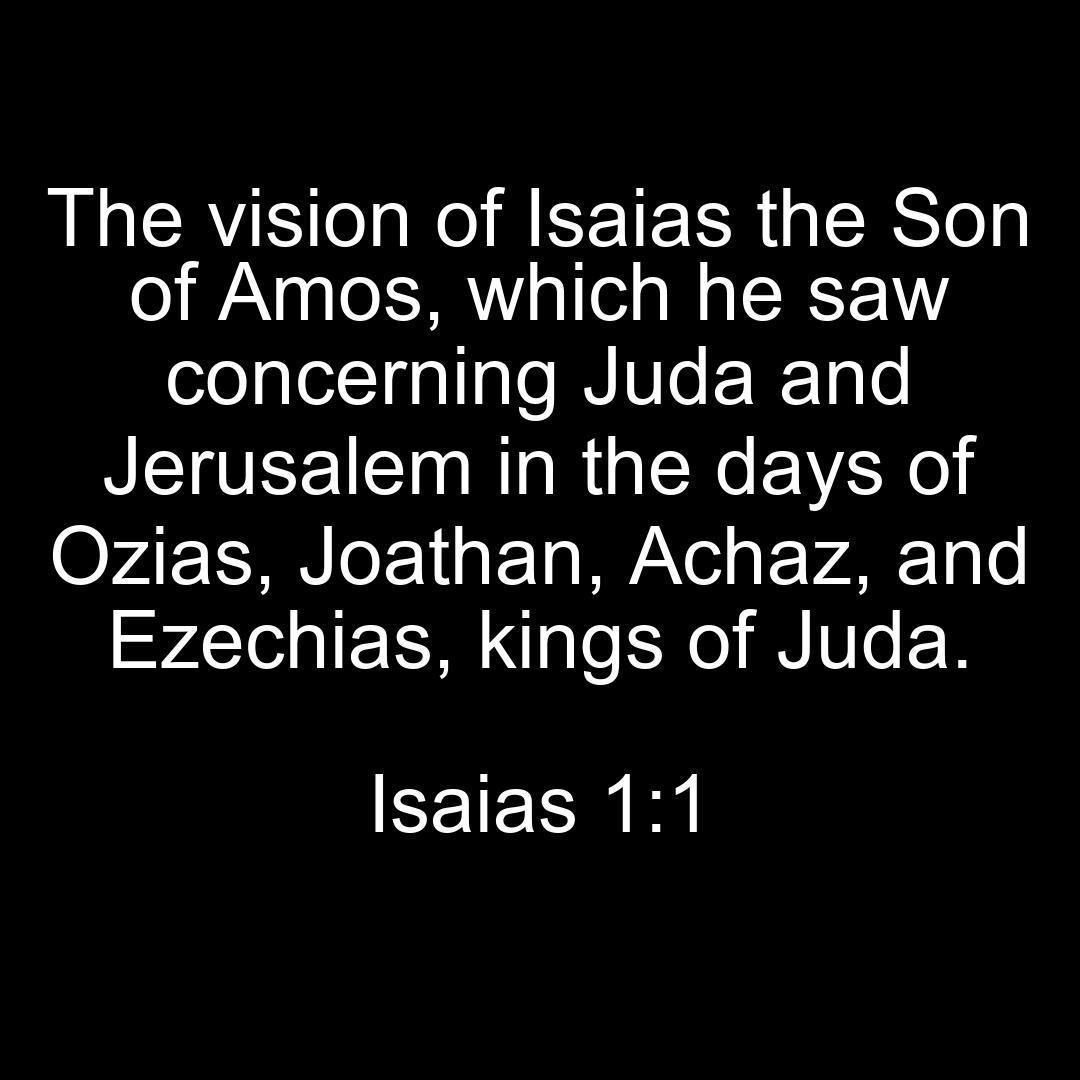 The vision of Isaias the Son
of Amos, which he saw
concerning Juda and
Jerusalem in the days of
Ozias, Joathan, Achaz, and
Ezechias, kings of Juda.
Isaias 1:1